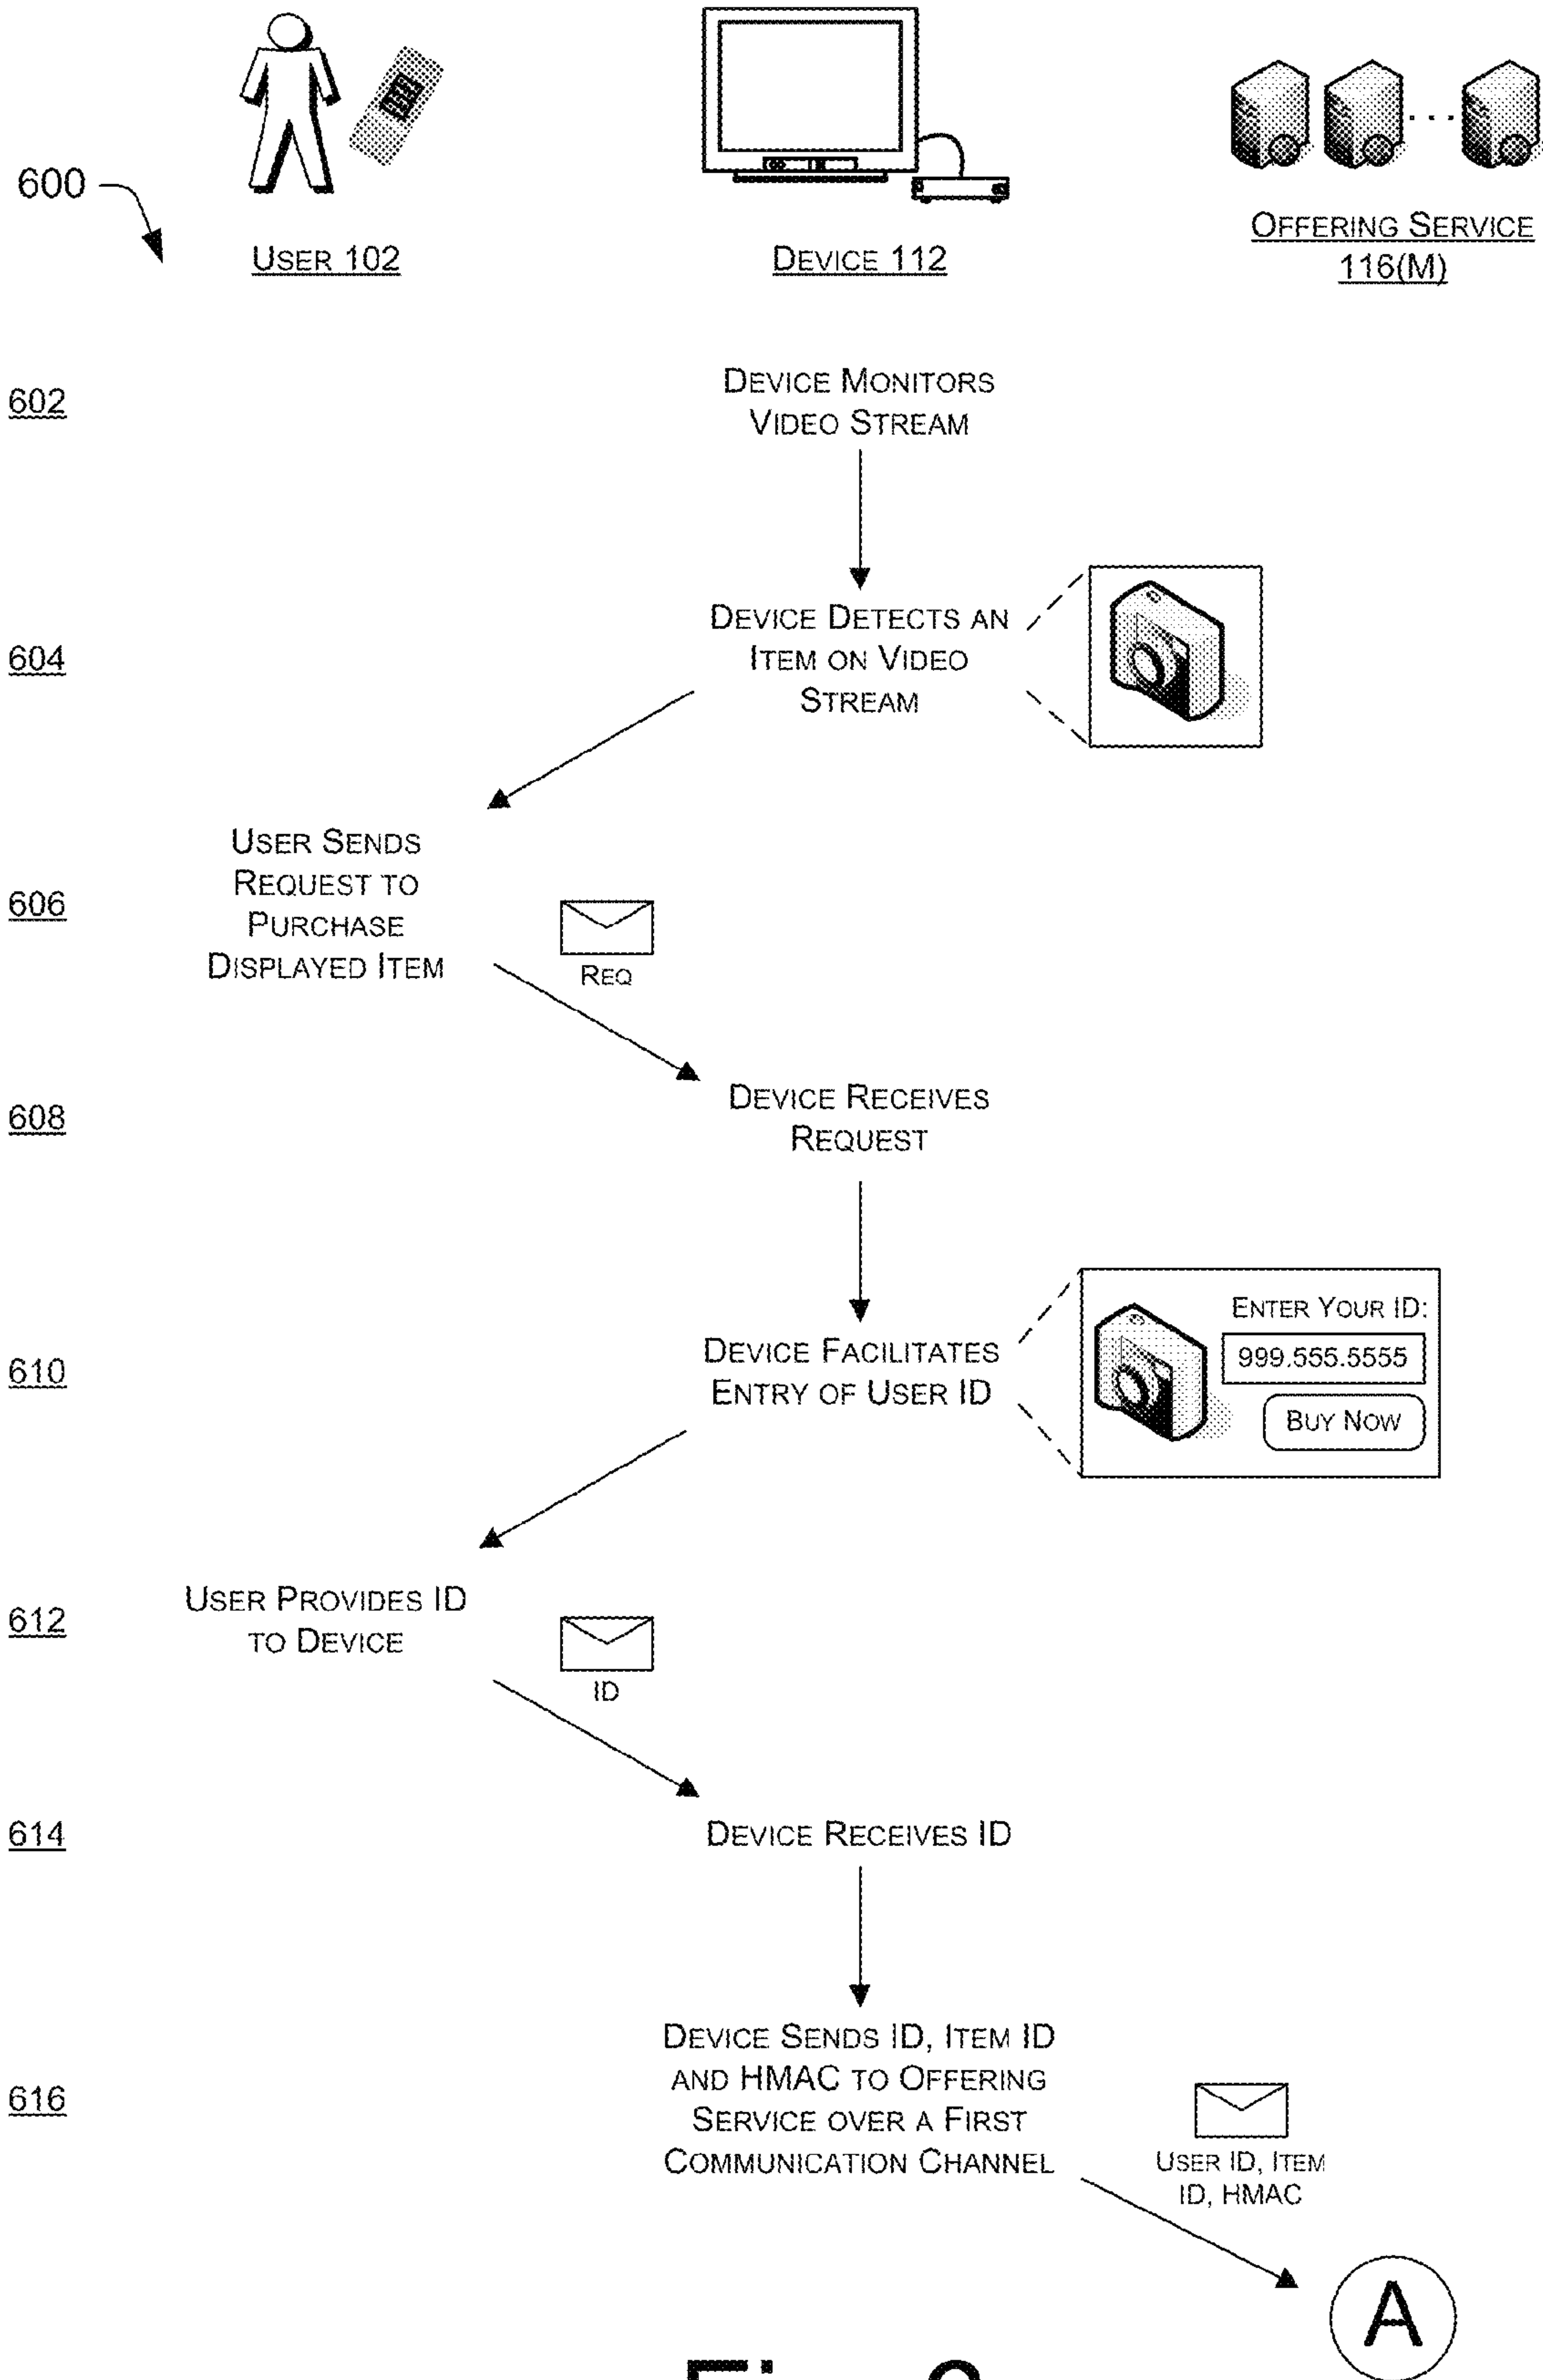 600
USER 102
DEVICE 112
OFFERING SERVICE
116(M)
602
DEVICE MONITORS
VIDEO STREAM
604
DEVICE DETECTS AN
ITEM ON VIDEO
STREAM
606
USER SENDS
REQUEST TO
PURCHASE
DISPLAYED ITEM
REQ
608
DEVICE RECEIVES
REQUEST
610
DEVICE FACILITATES
ENTRY OF USER ID
ENTER YOUR ID:
999.555.5555
BUY NOW
612
USER PROVIDES ID
TO DEVICE
ID
614
DEVICE RECEIVES ID
616
DEVICE SENDS ID, ITEM ID
AND HMAC TO OFFERING
SERVICE OVER A FIRST
COMMUNICATION CHANNEL
USER ID, ITEM
ID, HMAC
A